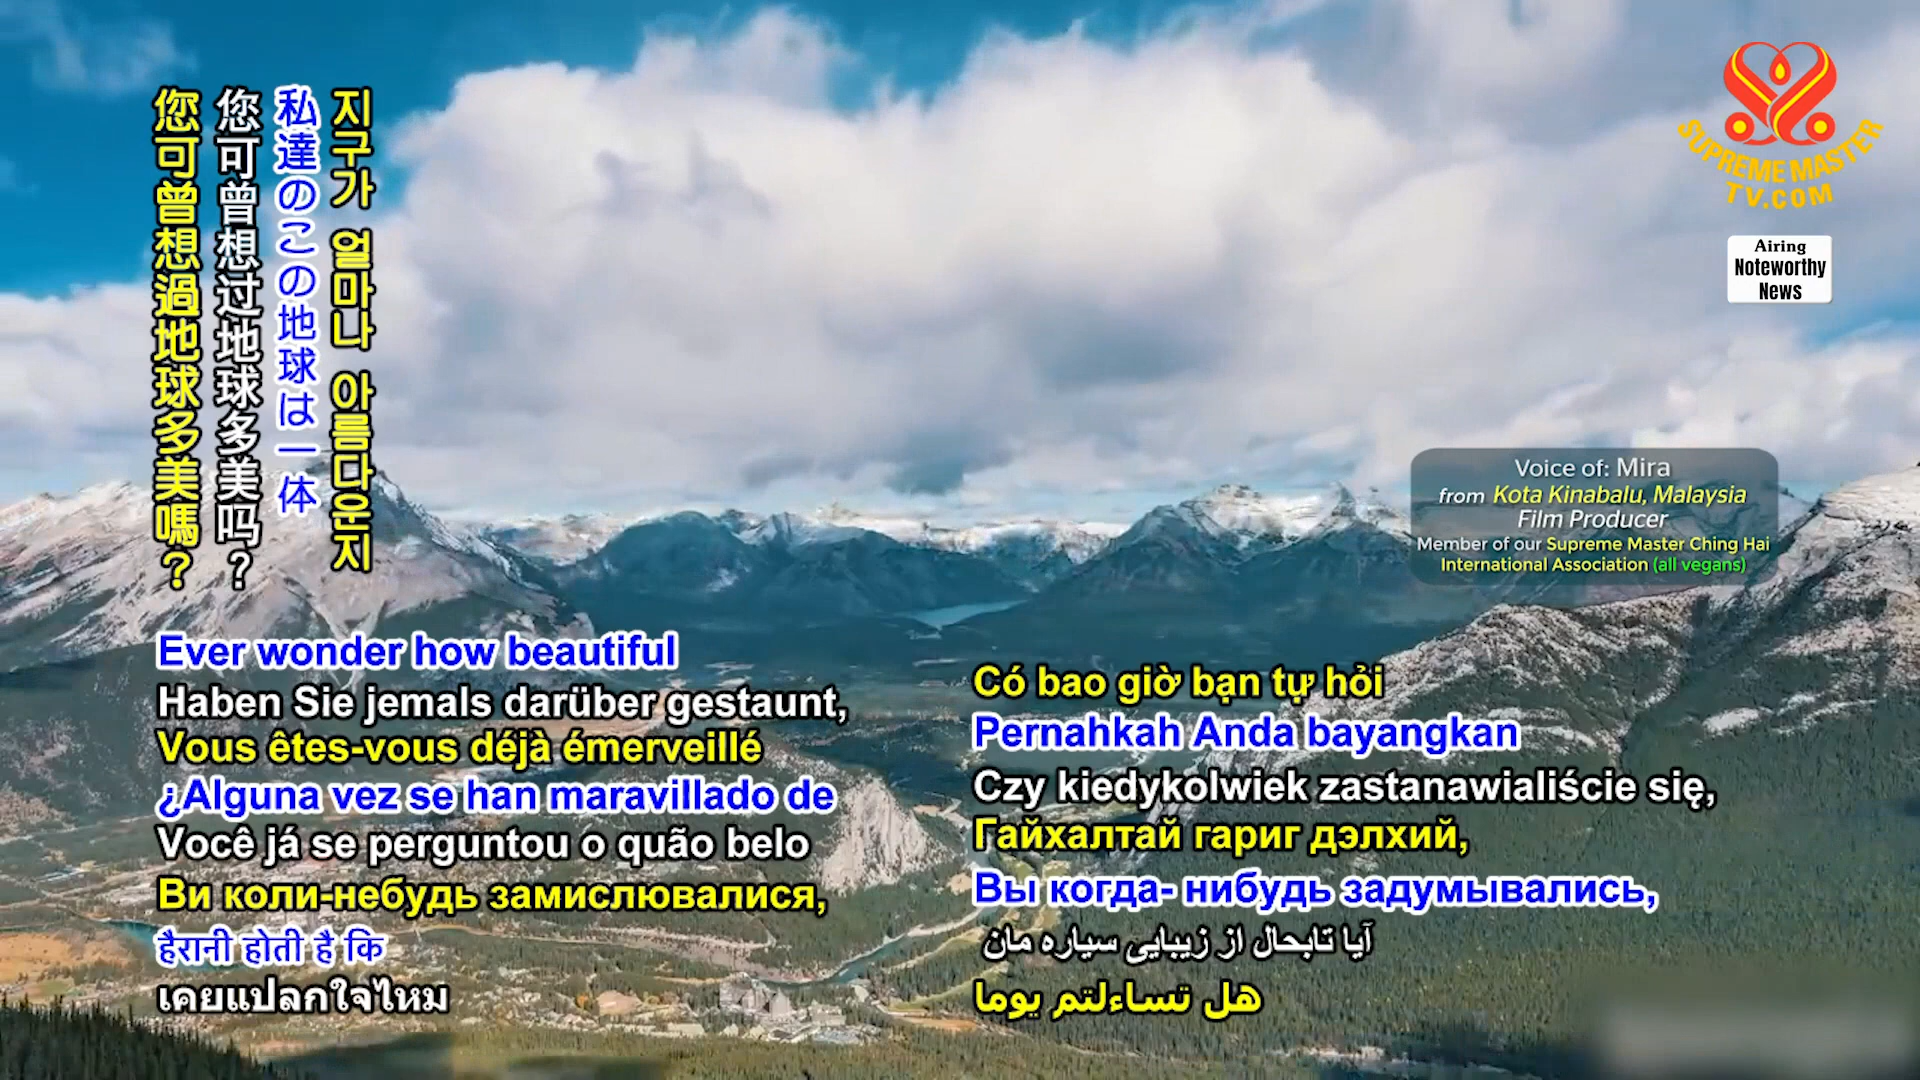 您可曾想過地球多美嗎？
您可曾想过地球多美吗？
私達のこの地球は一体
지구가 얼마나 아름다운지
SUPREME MASTER
TV.COM
Airing
Noteworthy
News
Voice of: Mira
from Kota Kinabalu, Malaysia
Film Producer
Member of our Supreme Master Ching Hai
International Association (all vegans)
Ever wonder how beautiful
Haben Sie jemals darüber gestaunt,
Vous êtes-vous déjà émerveillé
¿Alguna vez se han maravillado de
Você já se perguntou o quão belo
Ви коли-небудь замислювалися,
हैरानी होती है कि
เคยแปลกใจไหม
Có bao giờ bạn tự hỏi
Pernahkah Anda bayangkan
Czy kiedykolwiek zastanawialiście się,
Гайхалтай гариг дэлхий,
Вы когда- нибудь задумывались,
آیا تابحال از زیبایی سیاره مان
هل تساءلتم يوما